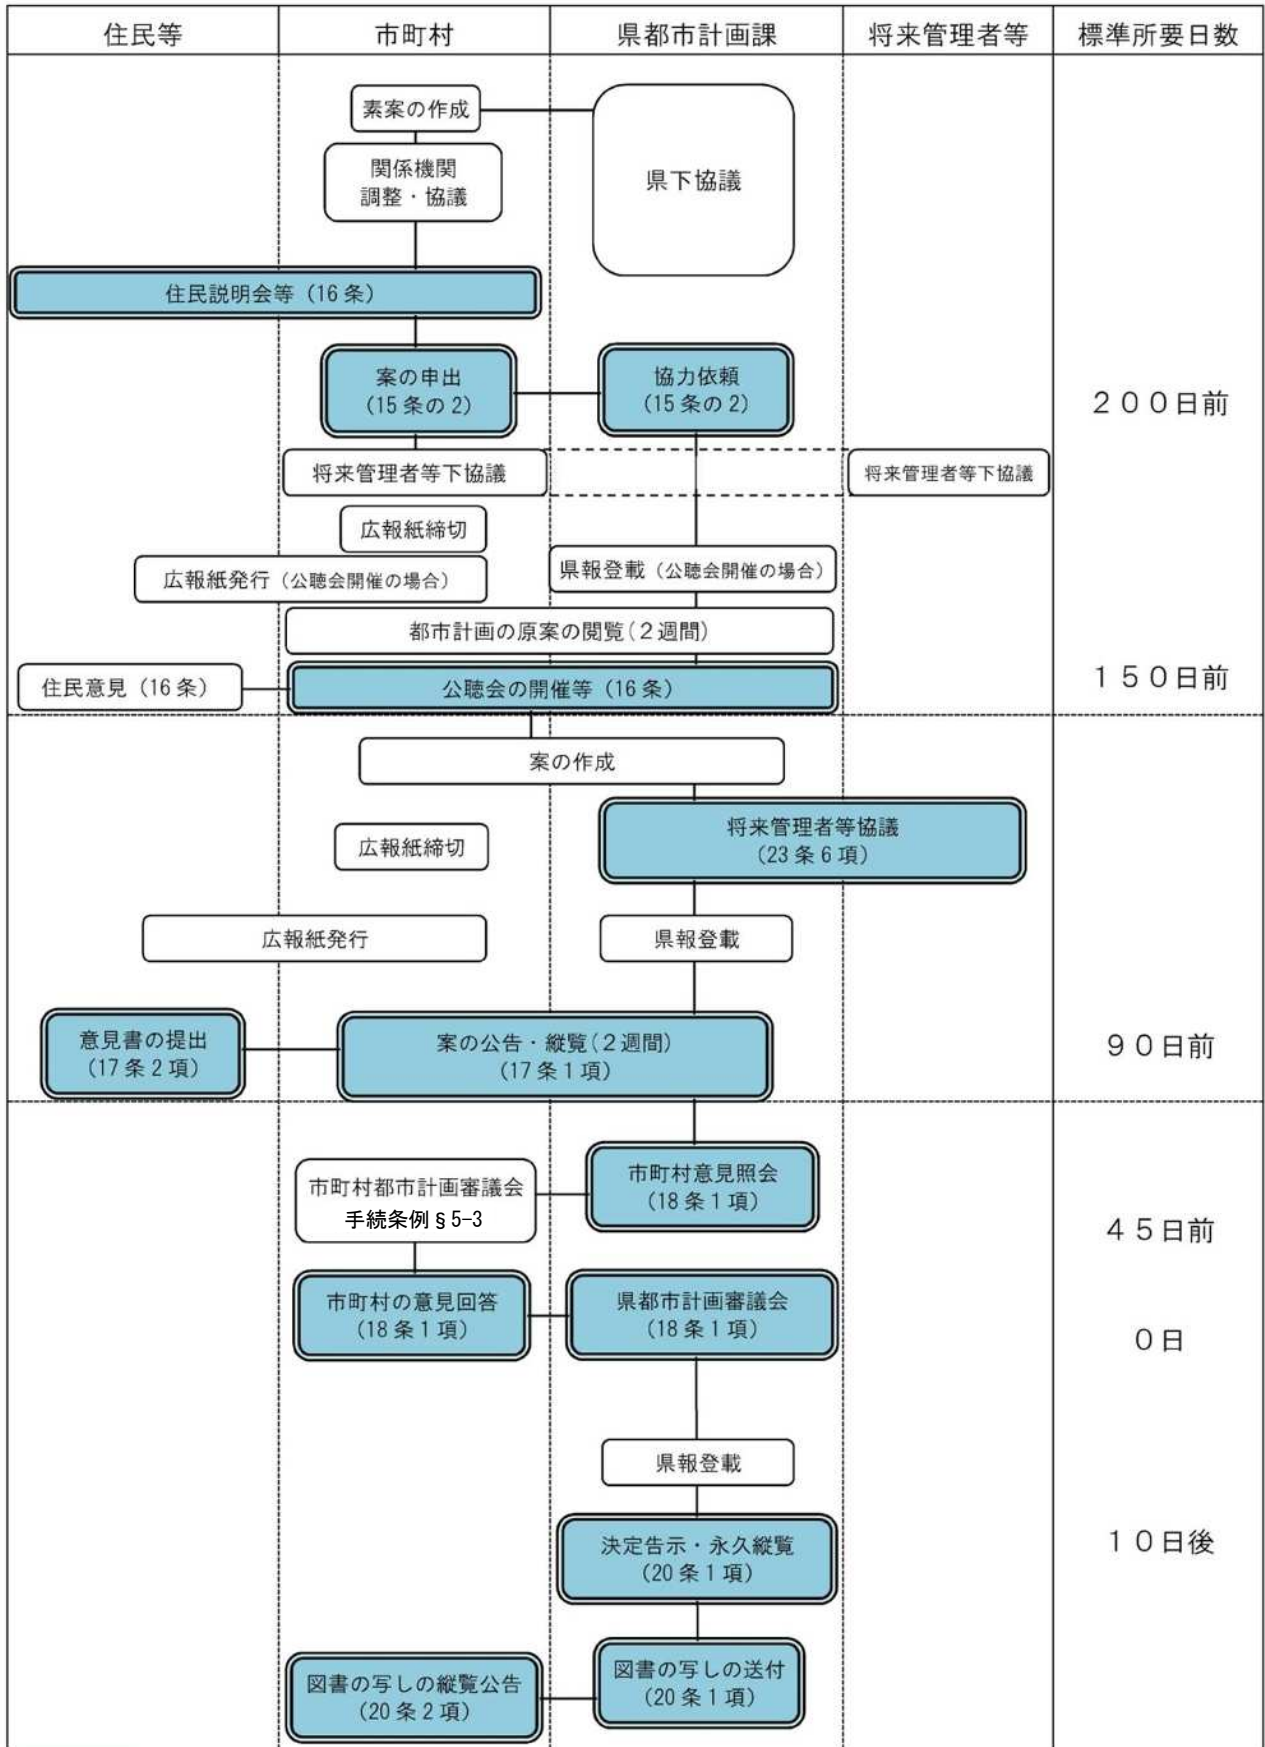 住民等
市町村
県都市計画課
将来管理者等
標準所要日数
素案の作成
県下協議
関係機関
調整・協議
住民説明会等（16条）
案の申出
（15条の2）
協力依頼
（15条の2）
２００日前
将来管理者等下協議
将来管理者等下協議
広報紙締切
広報紙発行（公聴会開催の場合）
県報登載（公聴会開催の場合）
都市計画の原案の閲覧（２週間）
住民意見（16条）
公聴会の開催等（16条）
１５０日前
案の作成
将来管理者等協議
（23条6項）
広報紙締切
広報紙発行
県報登載
意見書の提出
（17条2項）
案の公告・縦覧（２週間）
（17条1項）
９０日前
市町村都市計画審議会
手続条例§5-3
市町村意見照会
（18条1項）
４５日前
市町村の意見回答
（18条1項）
県都市計画審議会
（18条1項）
０日
県報登載
決定告示・永久縦覧
（20条1項）
１０日後
図書の写しの縦覧公告
（20条2項）
図書の写しの送付
（20条1項）